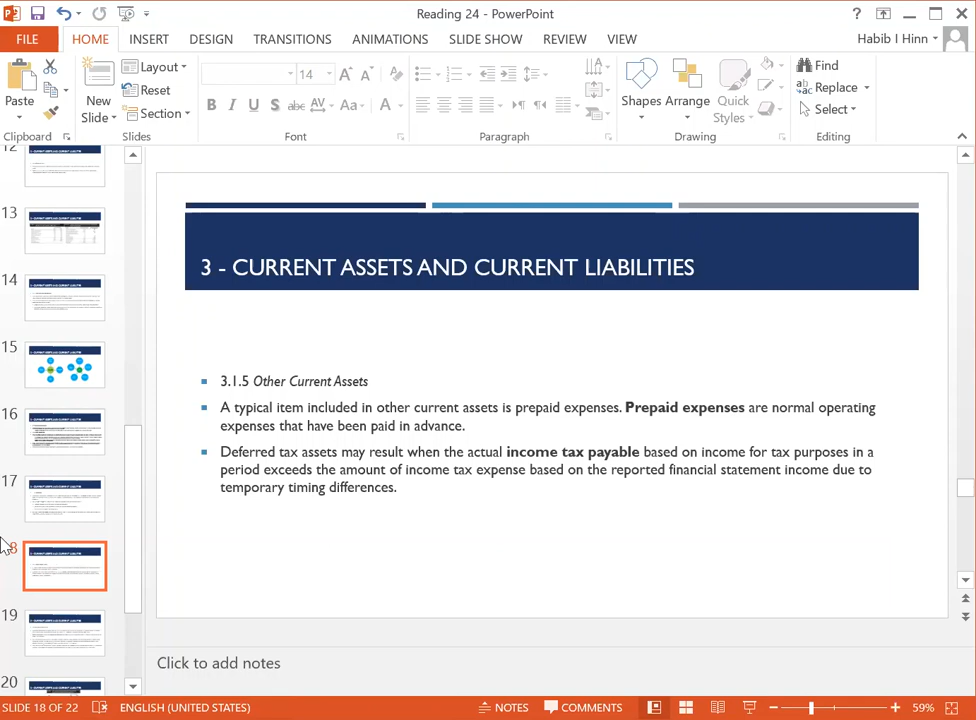 Reading 24 - PowerPoint
FILE HOME INSERT DESIGN TRANSITIONS ANIMATIONS SLIDE SHOW REVIEW VIEW Habib I Hinn
Paste
Clipboard
New
Slide
Layout
Reset
Section
Slides
14
B I U S abc AV Aa A
Font
Paragraph
Shapes Arrange Quick
Styles
Drawing
Find
Replace
Select
Editing
12
13
14
15
16
17
18
19
20
3 - CURRENT ASSETS AND CURRENT LIABILITIES
3.1.5 Other Current Assets
A typical item included in other current assets is prepaid expenses. Prepaid expenses are normal operating
expenses that have been paid in advance.
Deferred tax assets may result when the actual income tax payable based on income for tax purposes in a
period exceeds the amount of income tax expense based on the reported financial statement income due to
temporary timing differences.
Click to add notes
SLIDE 18 OF 22 ENGLISH (UNITED STATES) NOTES COMMENTS 59%